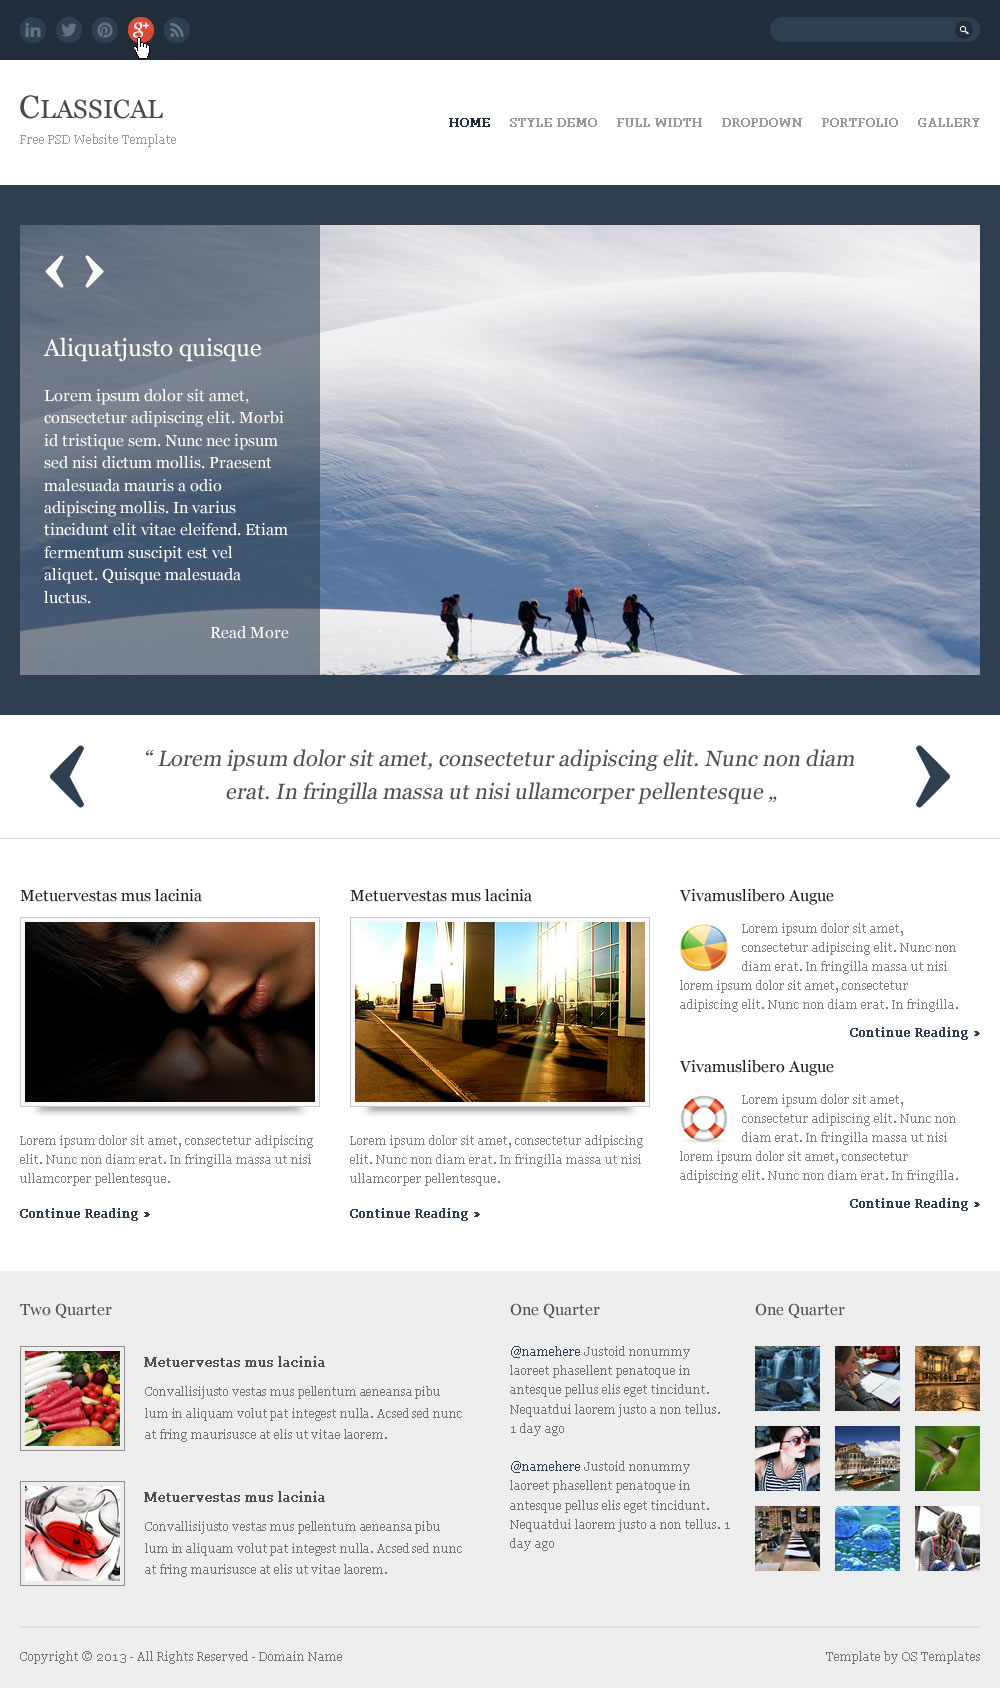 CLASSICAL
Free PSD Website Template
HOME STYLE DEMO FULL WIDTH DROPDOWN PORTFOLIO GALLERY
Aliquatjusto quisque
Lorem ipsum dolor sit amet,
consectetur adipiscing elit. Morbi
id tristique sem. Nunc nec ipsum
sed nisi dictum mollis. Praesent
malesuada mauris a odio
adipiscing mollis. In varius
tincidunt elit vitae eleifend. Etiam
fermentum suscipit est vel
aliquet. Quisque malesuada
luctus.
Read More
“ Lorem ipsum dolor sit amet, consectetur adipiscing elit. Nunc non diam
erat. In fringilla massa ut nisi ullamcorper pellentesque „
Metuervestas mus lacinia
Lorem ipsum dolor sit amet, consectetur adipiscing
elit. Nunc non diam erat. In fringilla massa ut nisi
ullamcorper pellentesque.
Continue Reading »
Metuervestas mus lacinia
Lorem ipsum dolor sit amet, consectetur adipiscing
elit. Nunc non diam erat. In fringilla massa ut nisi
ullamcorper pellentesque.
Continue Reading »
Vivamuslibero Augue
Lorem ipsum dolor sit amet,
consectetur adipiscing elit. Nunc non
diam erat. In fringilla massa ut nisi
lorem ipsum dolor sit amet, consectetur
adipiscing elit. Nunc non diam erat. In fringilla.
Continue Reading »
Vivamuslibero Augue
Lorem ipsum dolor sit amet,
consectetur adipiscing elit. Nunc non
diam erat. In fringilla massa ut nisi
lorem ipsum dolor sit amet, consectetur
adipiscing elit. Nunc non diam erat. In fringilla.
Continue Reading »
Two Quarter
Metuervestas mus lacinia
Convallisijusto vestas mus pellentum aeneansa pibu
lum in aliquam volut pat integest nulla. Acsed sed nunc
at fring maurisusce at elis ut vitae laorem.
Metuervestas mus lacinia
Convallisijusto vestas mus pellentum aeneansa pibu
lum in aliquam volut pat integest nulla. Acsed sed nunc
at fring maurisusce at elis ut vitae laorem.
One Quarter
@namehere Justoid nonummy
laoreet phasellent penatoque in
antesque pellus elis eget tincidunt.
Nequatdui laorem justo a non tellus.
1 day ago
@namehere Justoid nonummy
laoreet phasellent penatoque in
antesque pellus elis eget tincidunt.
Nequatdui laorem justo a non tellus. 1
day ago
One Quarter
Copyright © 2013 - All Rights Reserved - Domain Name
Template by OS Templates